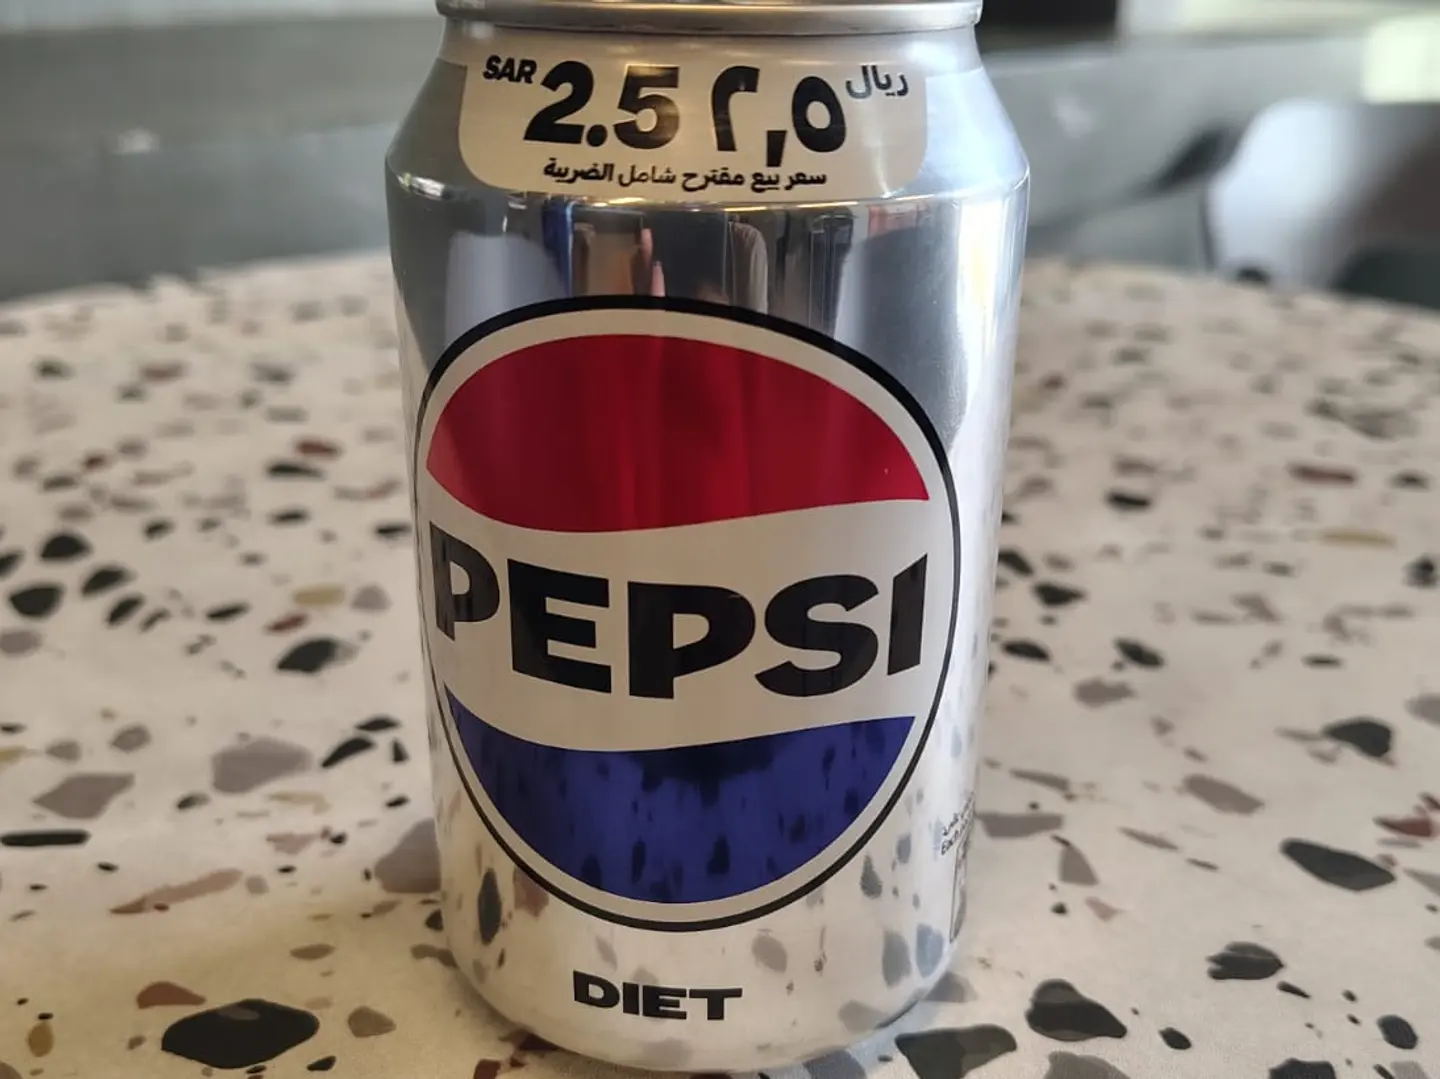 SAR 2.5 ٢,٥ ريال
سعر بيع مقترح شامل الضريبة
PEPSI
DIET